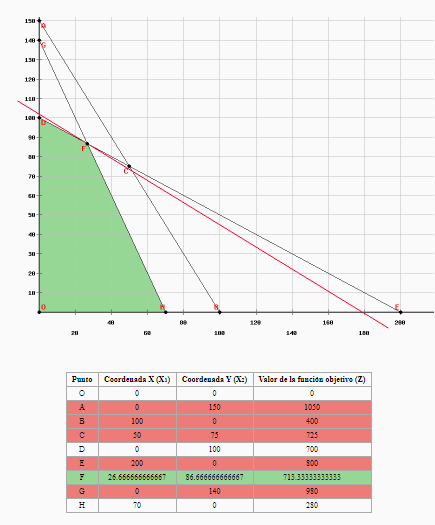 150
A
140
G
130
120
110
100
D
90
F
80
C
70
60
50
40
30
20
10
O
H
B
E
20
40
60
80
100
120
140
160
180
200
Punto Coordenada X (X1) Coordenada Y (X2) Valor de la función objetivo (Z)
O 0 0 0
A 0 150 1050
B 100 0 400
C 50 75 725
D 0 100 700
E 200 0 800
F 26.666666666667 86.666666666667 713.33333333333
G 0 140 980
H 70 0 280